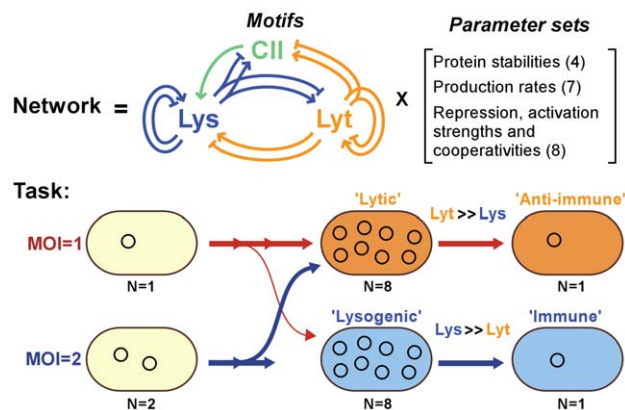 Motifs
Parameter sets
CII
Network =
Lys
Lyt
X
Protein stabilities (4)
Production rates (7)
Repression, activation
strengths and
cooperativities (8)
Task:
'Lytic'
'Anti-immune'
MOI=1
Lyt>>Lys
N=1
N=8
N=1
'Lysogenic'
'Immune'
MOI=2
Lys>>Lyt
N=2
N=8
N=1